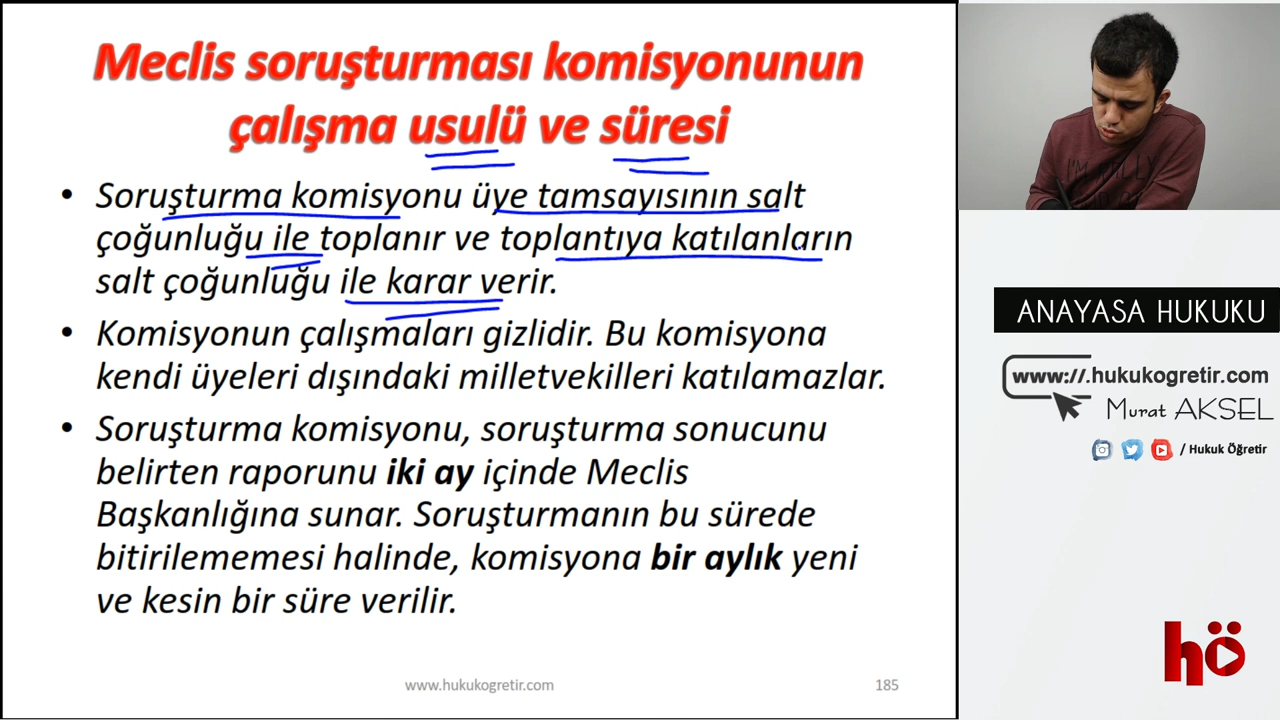 Meclis soruşturması komisyonunun
çalışma usulü ve süresi
• Soruşturma komisyonu üye tamsayısının salt
çoğunluğu ile toplanır ve toplantıya katılanların
salt çoğunluğu ile karar verir.
• Komisyonun çalışmaları gizlidir. Bu komisyona
kendi üyeleri dışındaki milletvekilleri katılamazlar.
• Soruşturma komisyonu, soruşturma sonucunu
belirten raporunu iki ay içinde Meclis
Başkanlığına sunar. Soruşturmanın bu sürede
bitirilememesi halinde, komisyona bir aylık yeni
ve kesin bir süre verilir.
www.hukukogretir.com
185
I'M
ANAYASA HUKUKU
www://.hukukogretir.com
Murat AKSEL
/ Hukuk Öğretir
hö